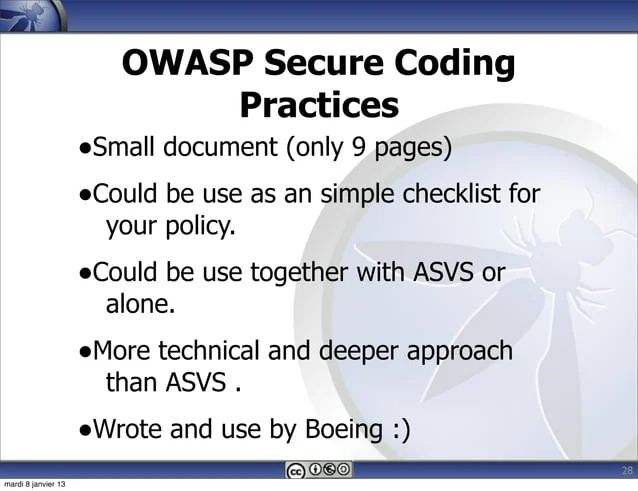 OWASP Secure Coding
Practices
●Small document (only 9 pages)
●Could be use as an simple checklist for
your policy.
●Could be use together with ASVS or
alone.
●More technical and deeper approach
than ASVS .
●Wrote and use by Boeing :)
28
mardi 8 janvier 13